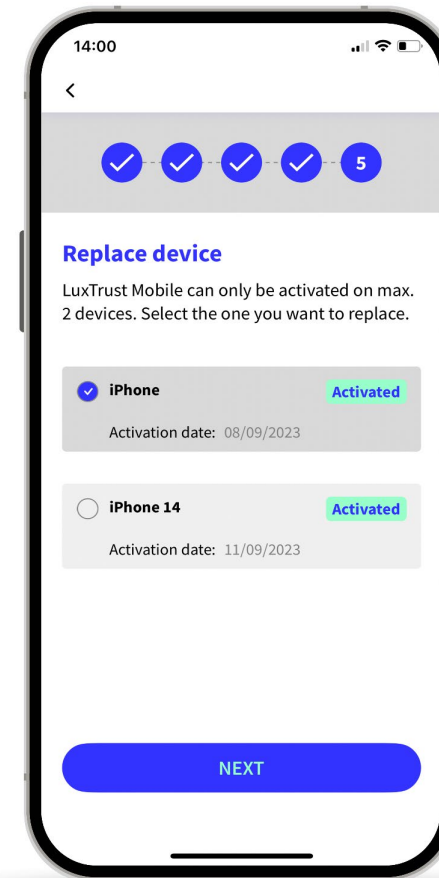 14:00
5
Replace device
LuxTrust Mobile can only be activated on max.
2 devices. Select the one you want to replace.
iPhone Activated
Activation date: 08/09/2023
iPhone 14 Activated
Activation date: 11/09/2023
NEXT